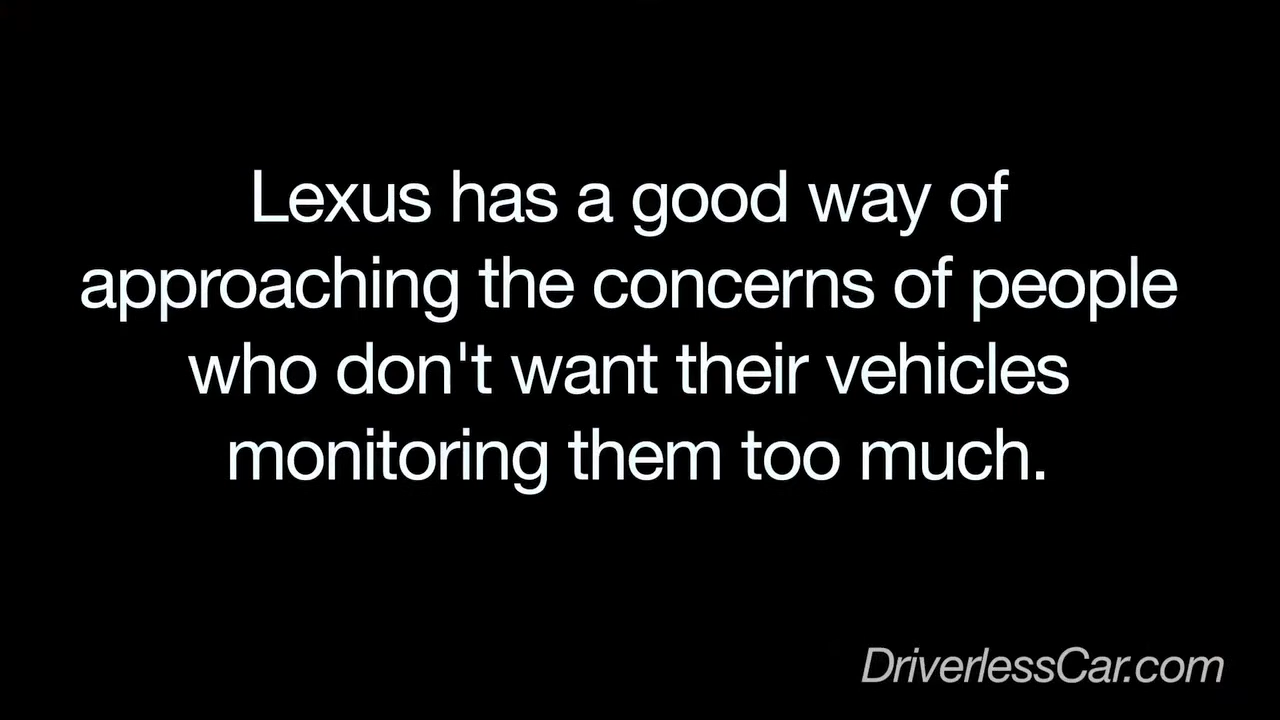 Lexus has a good way of
approaching the concerns of people
who don't want their vehicles
monitoring them too much.
DriverlessCar.com